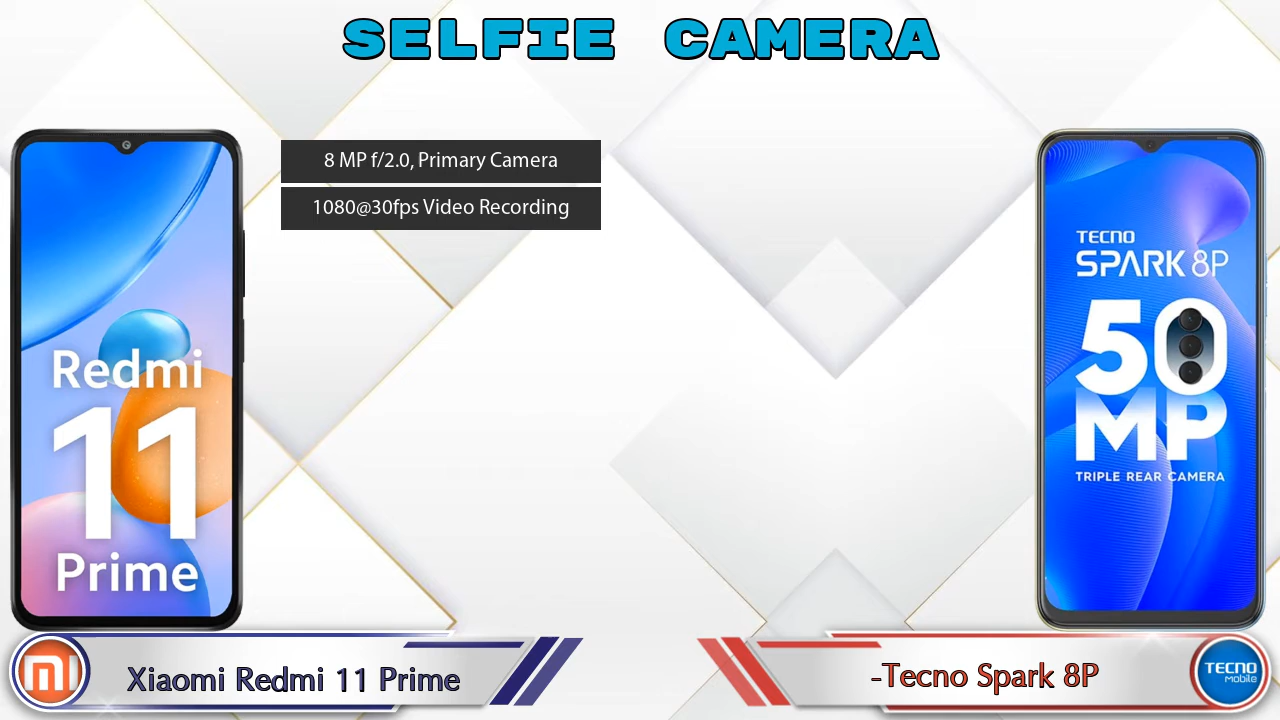 SELFIE CAMERA
8 MP f/2.0, Primary Camera
1080@30fps Video Recording
Redmi
11
Prime
TECNO
SPARK 8P
50
MP
TRIPLE REAR CAMERA
Xiaomi Redmi 11 Prime
-Tecno Spark 8P
TECNO
mobile